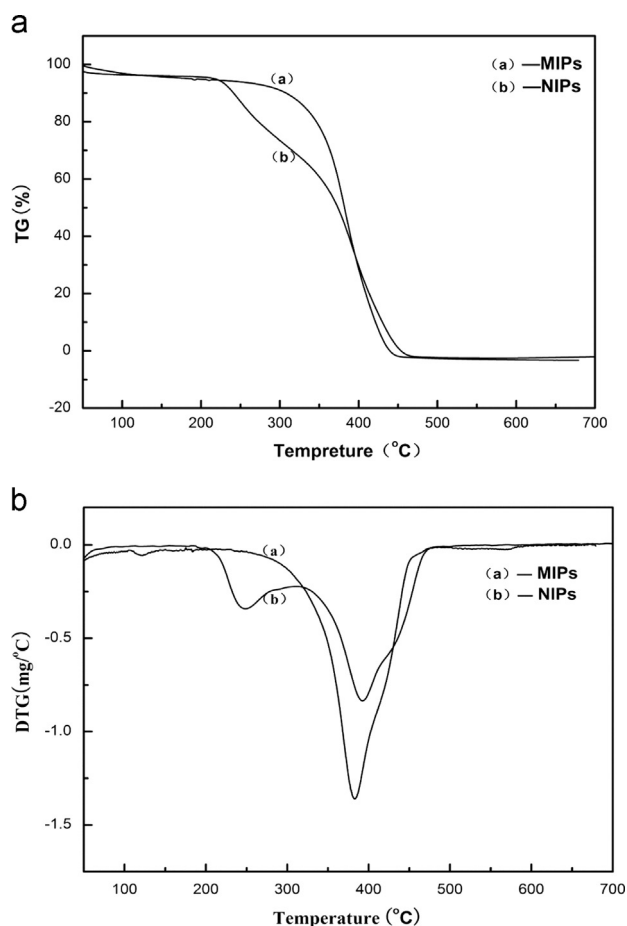 a
100
80
60
40
20
0
-20
TG (%)
(a)
(b)
(a) —MIPs
(b) —NIPs
100 200 300 400 500 600 700
Tempreture (°C)
b
0.0
-0.5
-1.0
-1.5
DTG(mg/°C)
(a)
(b)
(a) — MIPs
(b) — NIPs
100 200 300 400 500 600 700
Temperature (°C)